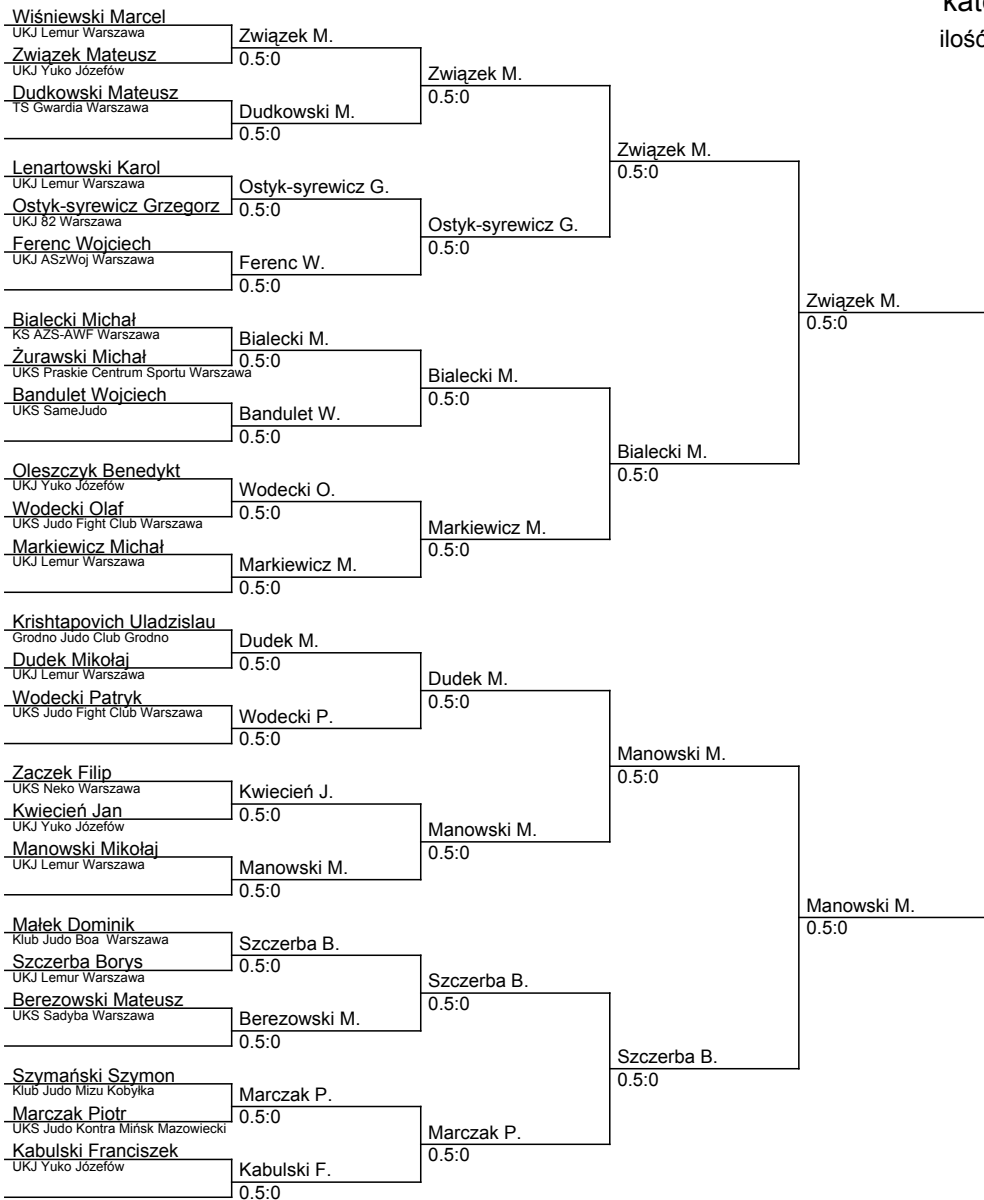 kate
ilość
Wiśniewski Marcel
UKJ Lemur Warszawa
Związek Mateusz
UKJ Yuko Józefów
Dudkowski Mateusz
TS Gwardia Warszawa
Lenartowski Karol
UKJ Lemur Warszawa
Ostyk-syrewicz Grzegorz
UKJ 82 Warszawa
Ferenc Wojciech
UKJ ASzWoj Warszawa
Bialecki Michał
KS AZS-AWF Warszawa
Żurawski Michał
UKS Praskie Centrum Sportu Warszawa
Bandulet Wojciech
UKS SameJudo
Oleszczyk Benedykt
UKJ Yuko Józefów
Wodecki Olaf
UKS Judo Fight Club Warszawa
Markiewicz Michał
UKJ Lemur Warszawa
Krishtapovich Uladzislau
Grodno Judo Club Grodno
Dudek Mikołaj
UKJ Lemur Warszawa
Wodecki Patryk
UKS Judo Fight Club Warszawa
Zaczek Filip
UKS Neko Warszawa
Kwiecień Jan
UKJ Yuko Józefów
Manowski Mikołaj
UKJ Lemur Warszawa
Małek Dominik
Klub Judo Boa Warszawa
Szczerba Borys
UKJ Lemur Warszawa
Berezowski Mateusz
UKS Sadyba Warszawa
Szymański Szymon
Klub Judo Mizu Kobyłka
Marczak Piotr
UKS Judo Kontra Mińsk Mazowiecki
Kabulski Franciszek
UKJ Yuko Józefów
Związek M.
0.5:0
Dudkowski M.
0.5:0
Ostyk-syrewicz G.
0.5:0
Ferenc W.
0.5:0
Bialecki M.
0.5:0
Bandulet W.
0.5:0
Wodecki O.
0.5:0
Markiewicz M.
0.5:0
Dudek M.
0.5:0
Wodecki P.
0.5:0
Kwiecień J.
0.5:0
Manowski M.
0.5:0
Szczerba B.
0.5:0
Berezowski M.
0.5:0
Marczak P.
0.5:0
Kabulski F.
0.5:0
Związek M.
0.5:0
Ostyk-syrewicz G.
0.5:0
Bialecki M.
0.5:0
Markiewicz M.
0.5:0
Dudek M.
0.5:0
Manowski M.
0.5:0
Szczerba B.
0.5:0
Marczak P.
0.5:0
Związek M.
0.5:0
Bialecki M.
0.5:0
Manowski M.
0.5:0
Szczerba B.
0.5:0
Związek M.
0.5:0
Manowski M.
0.5:0